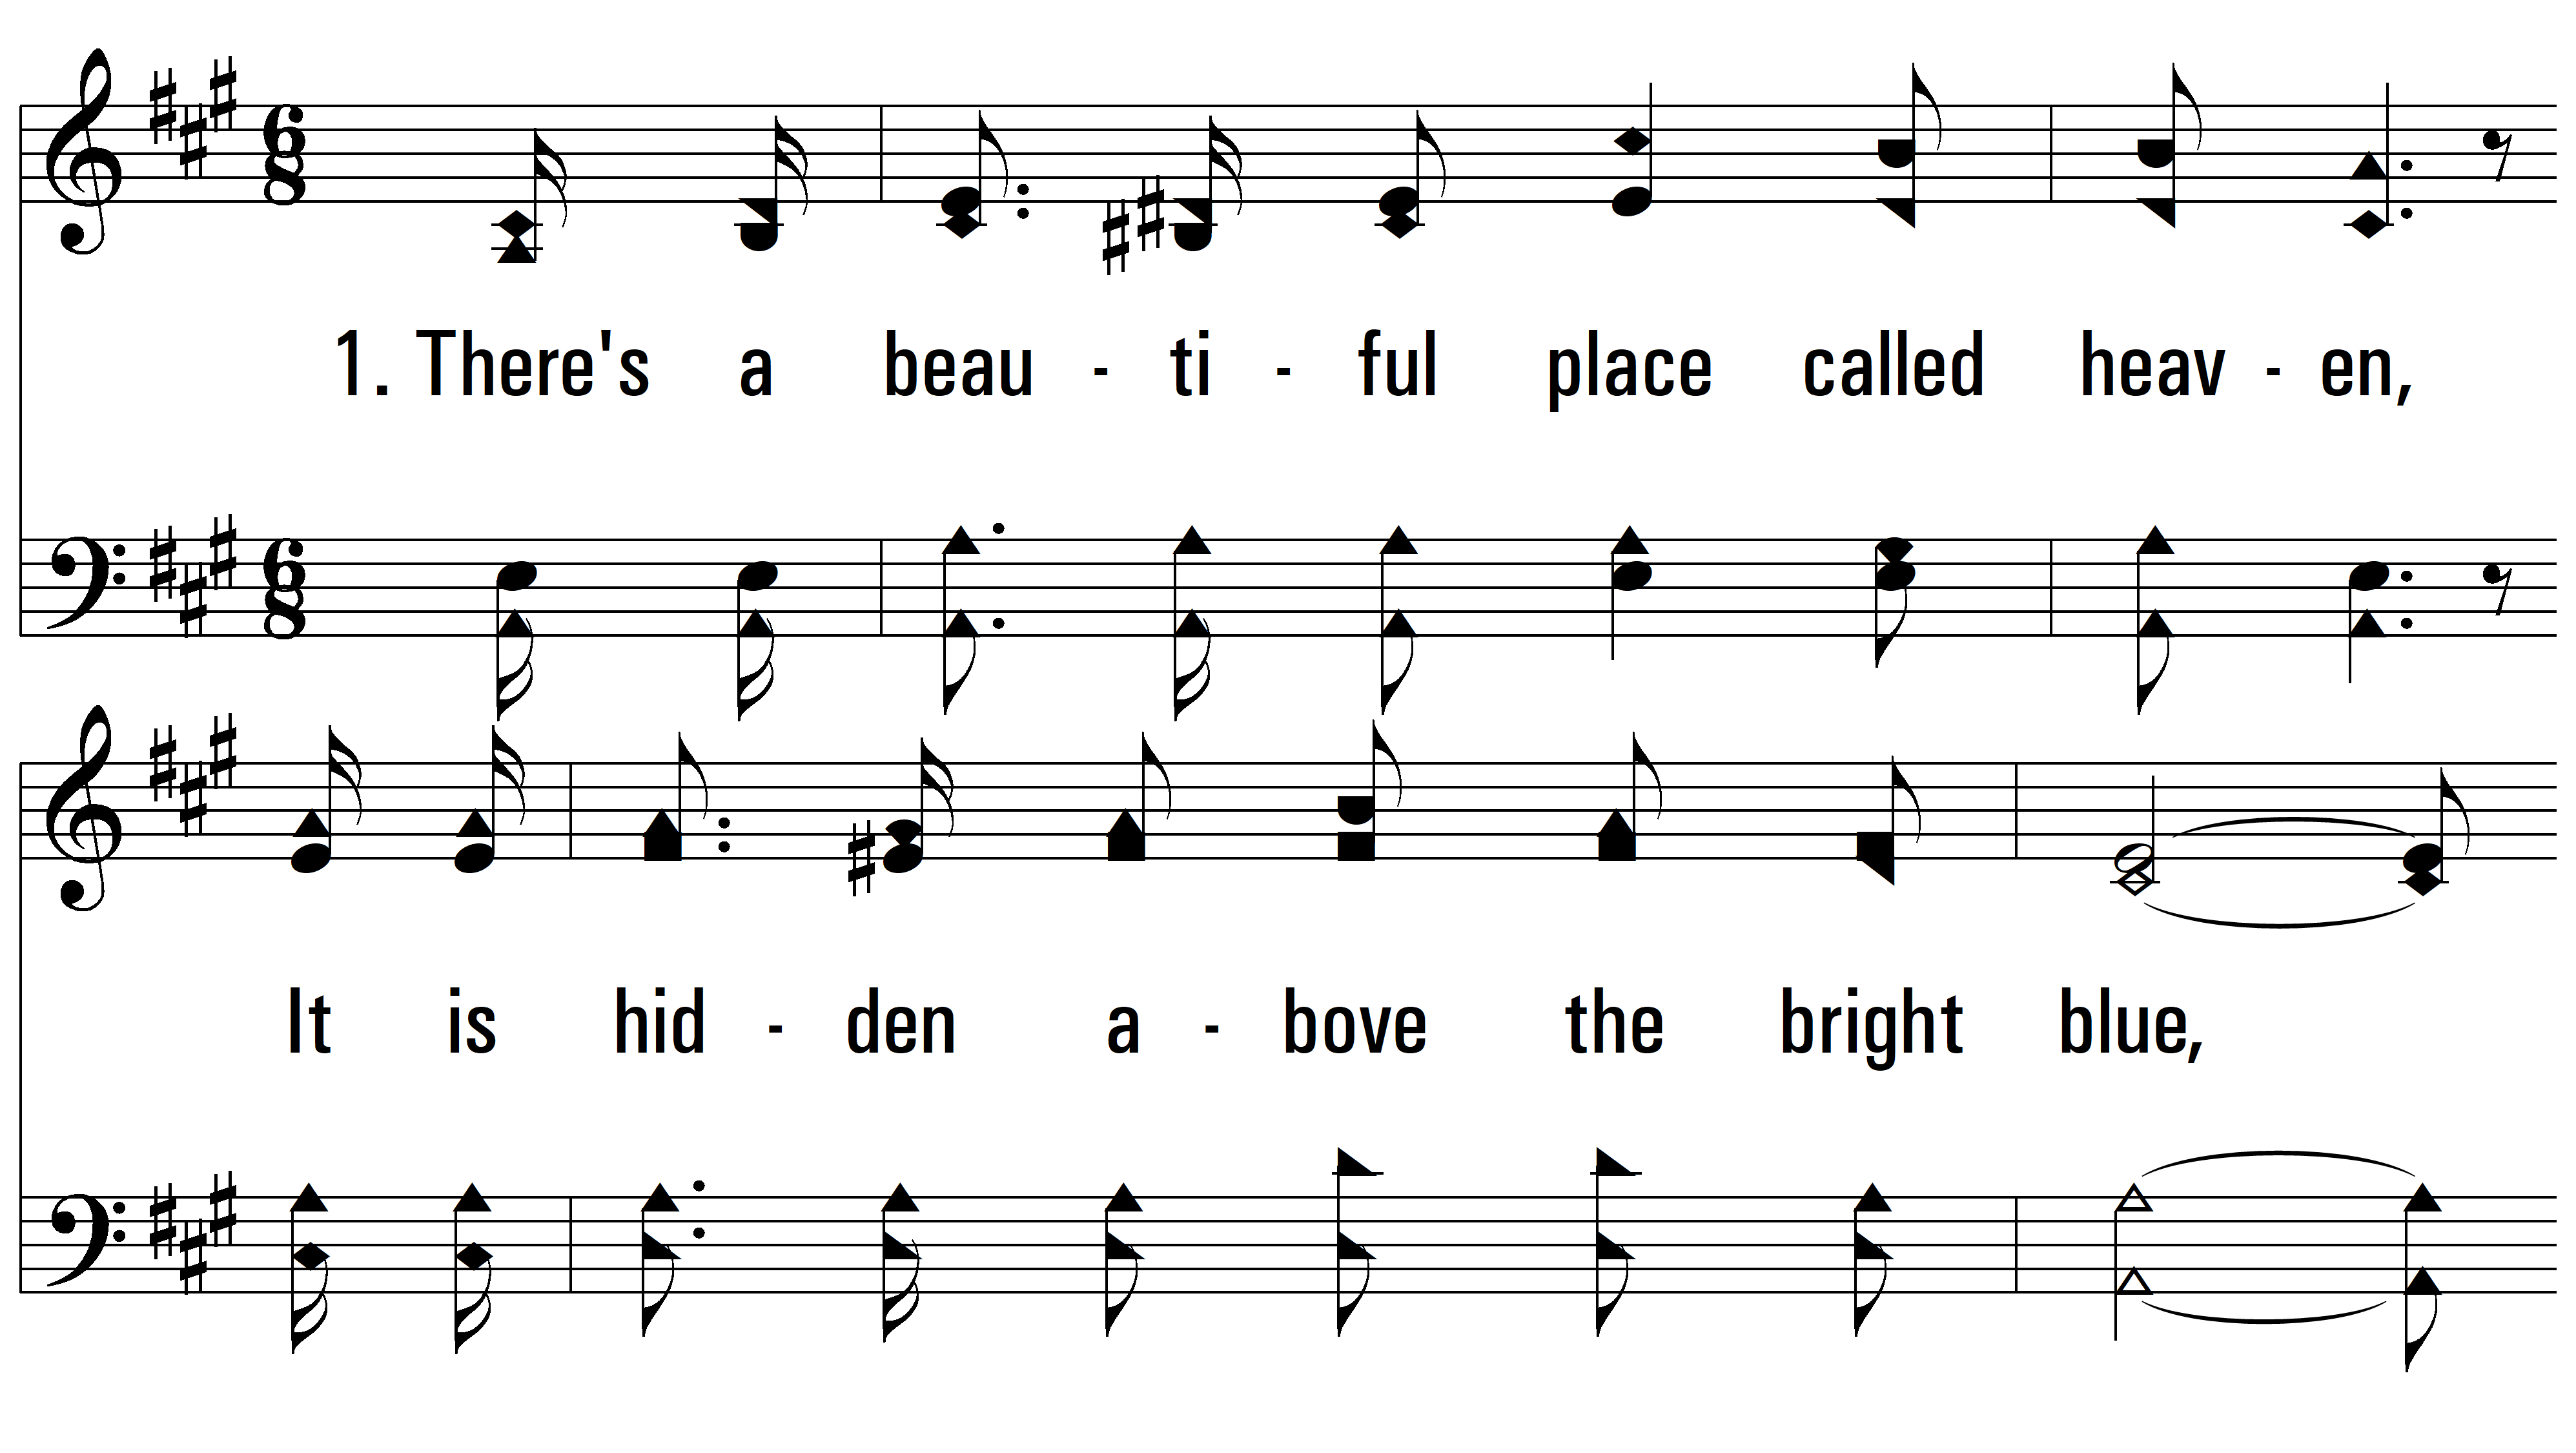 1. There's a beau - ti - ful place called heav - en,
It is hid - den a - bove the bright blue,